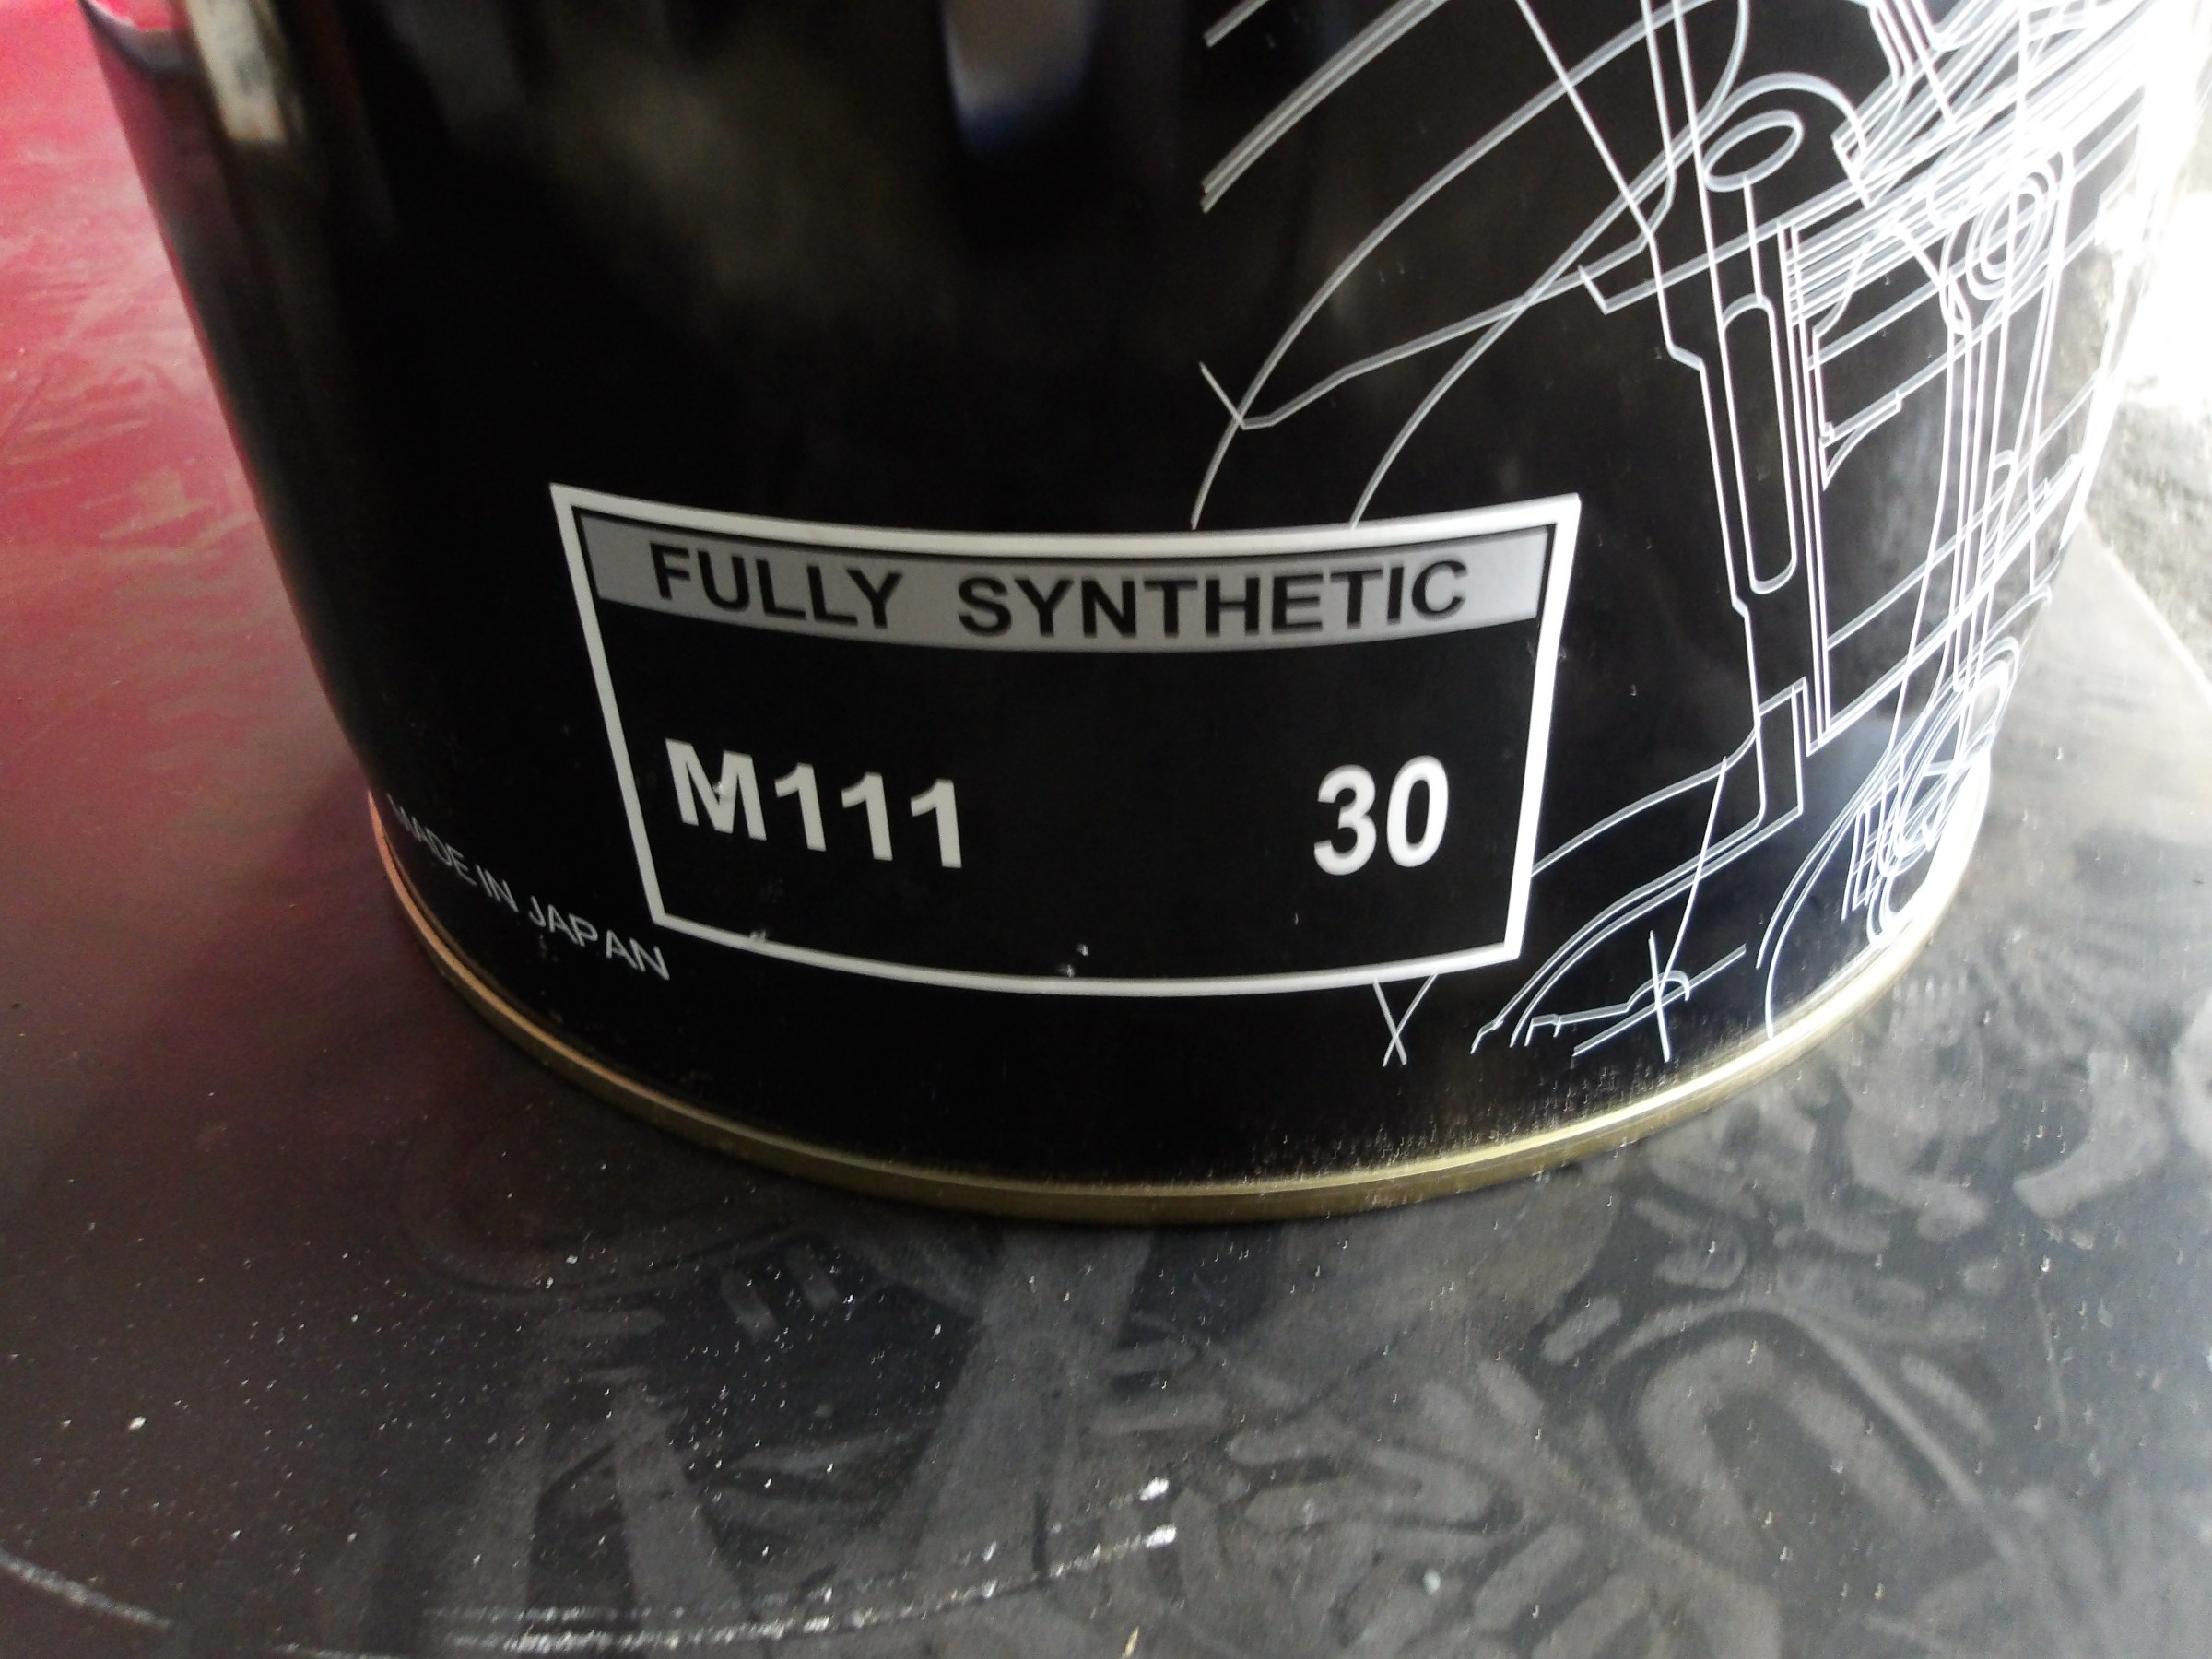 FULLY SYNTHETIC
M111 30
MADE IN JAPAN